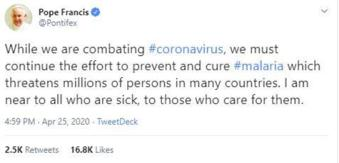 Pope Francis
@Pontifex
While we are combating #coronavirus, we must
continue the effort to prevent and cure #malaria which
threatens millions of persons in many countries. I am
near to all who are sick, to those who care for them.
4:59 PM · Apr 25, 2020 · TweetDeck
2.5K Retweets 16.8K Likes